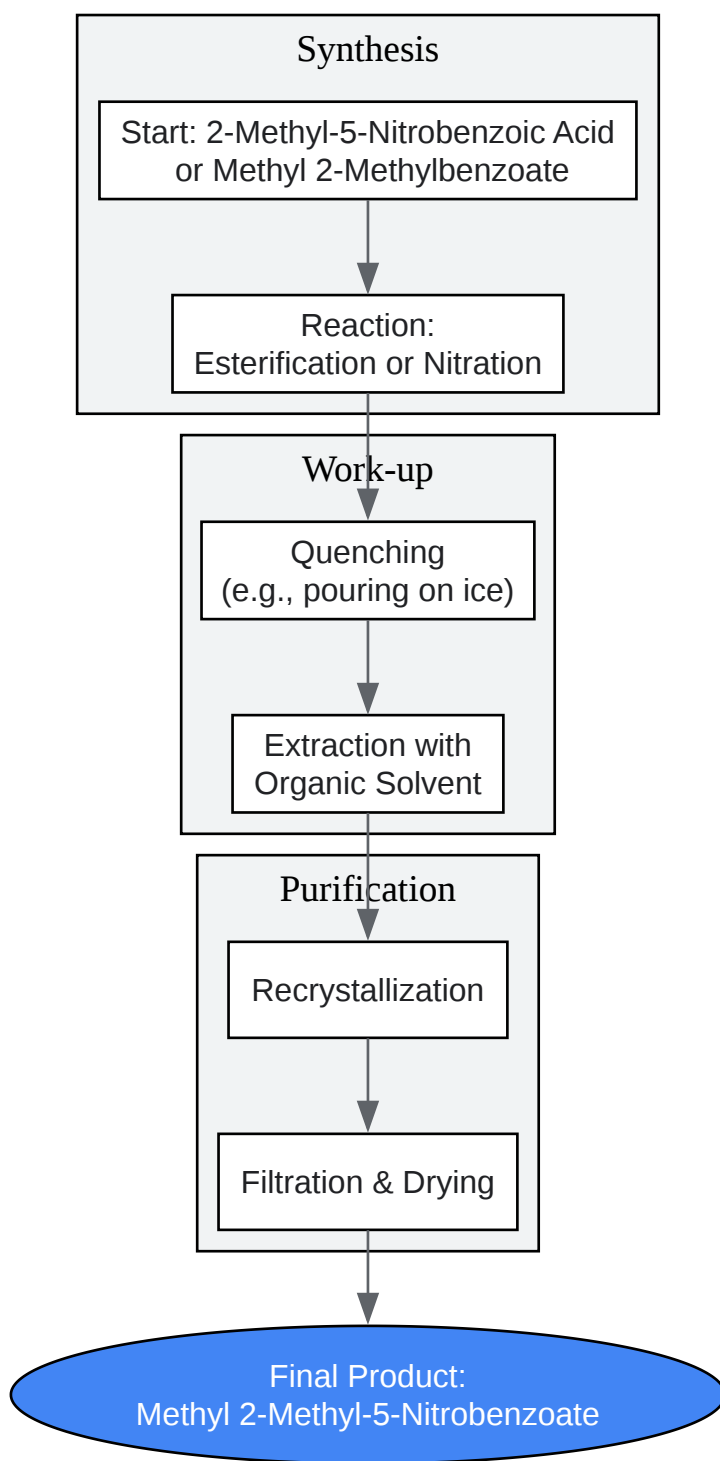 Synthesis
Start: 2-Methyl-5-Nitrobenzoic Acid
or Methyl 2-Methylbenzoate
Reaction:
Esterification or Nitration
Work-up
Quenching
(e.g., pouring on ice)
Extraction with
Organic Solvent
Purification
Recrystallization
Filtration & Drying
Final Product:
Methyl 2-Methyl-5-Nitrobenzoate